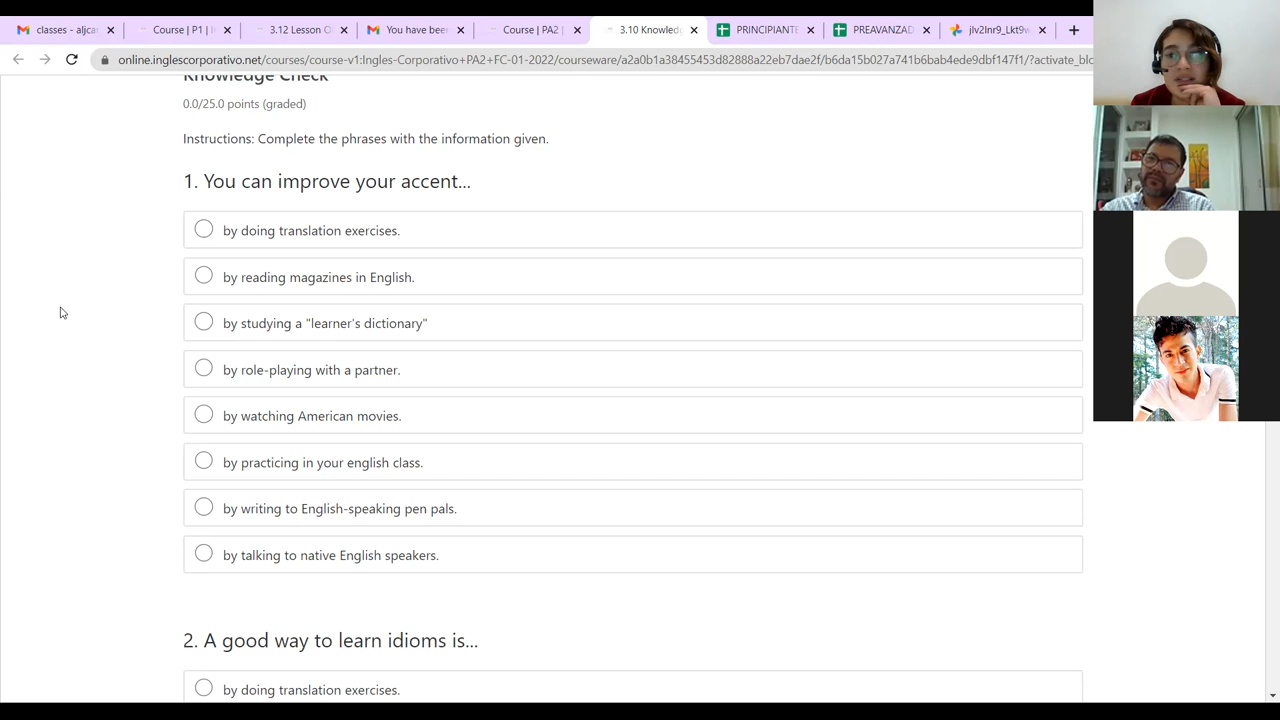 classes - aljca
Course | P1 | In
3.12 Lesson Ob
You have been
Course | PA2 |
3.10 Knowledg
PRINCIPIANTE
PREAVANZAD
jlv2lnr9_Lkt9w
online.inglescorporativo.net/courses/course-v1:Ingles-Corporativo+PA2+FC-01-2022/courseware/a2a0b1a38455453d82888a22eb7dae2f/b6da15b027a741b6bab4ede9dbf147f1/?activate_blo
Knowledge Check
0.0/25.0 points (graded)
Instructions: Complete the phrases with the information given.
1. You can improve your accent...
by doing translation exercises.
by reading magazines in English.
by studying a "learner's dictionary"
by role-playing with a partner.
by watching American movies.
by practicing in your english class.
by writing to English-speaking pen pals.
by talking to native English speakers.
2. A good way to learn idioms is...
by doing translation exercises.